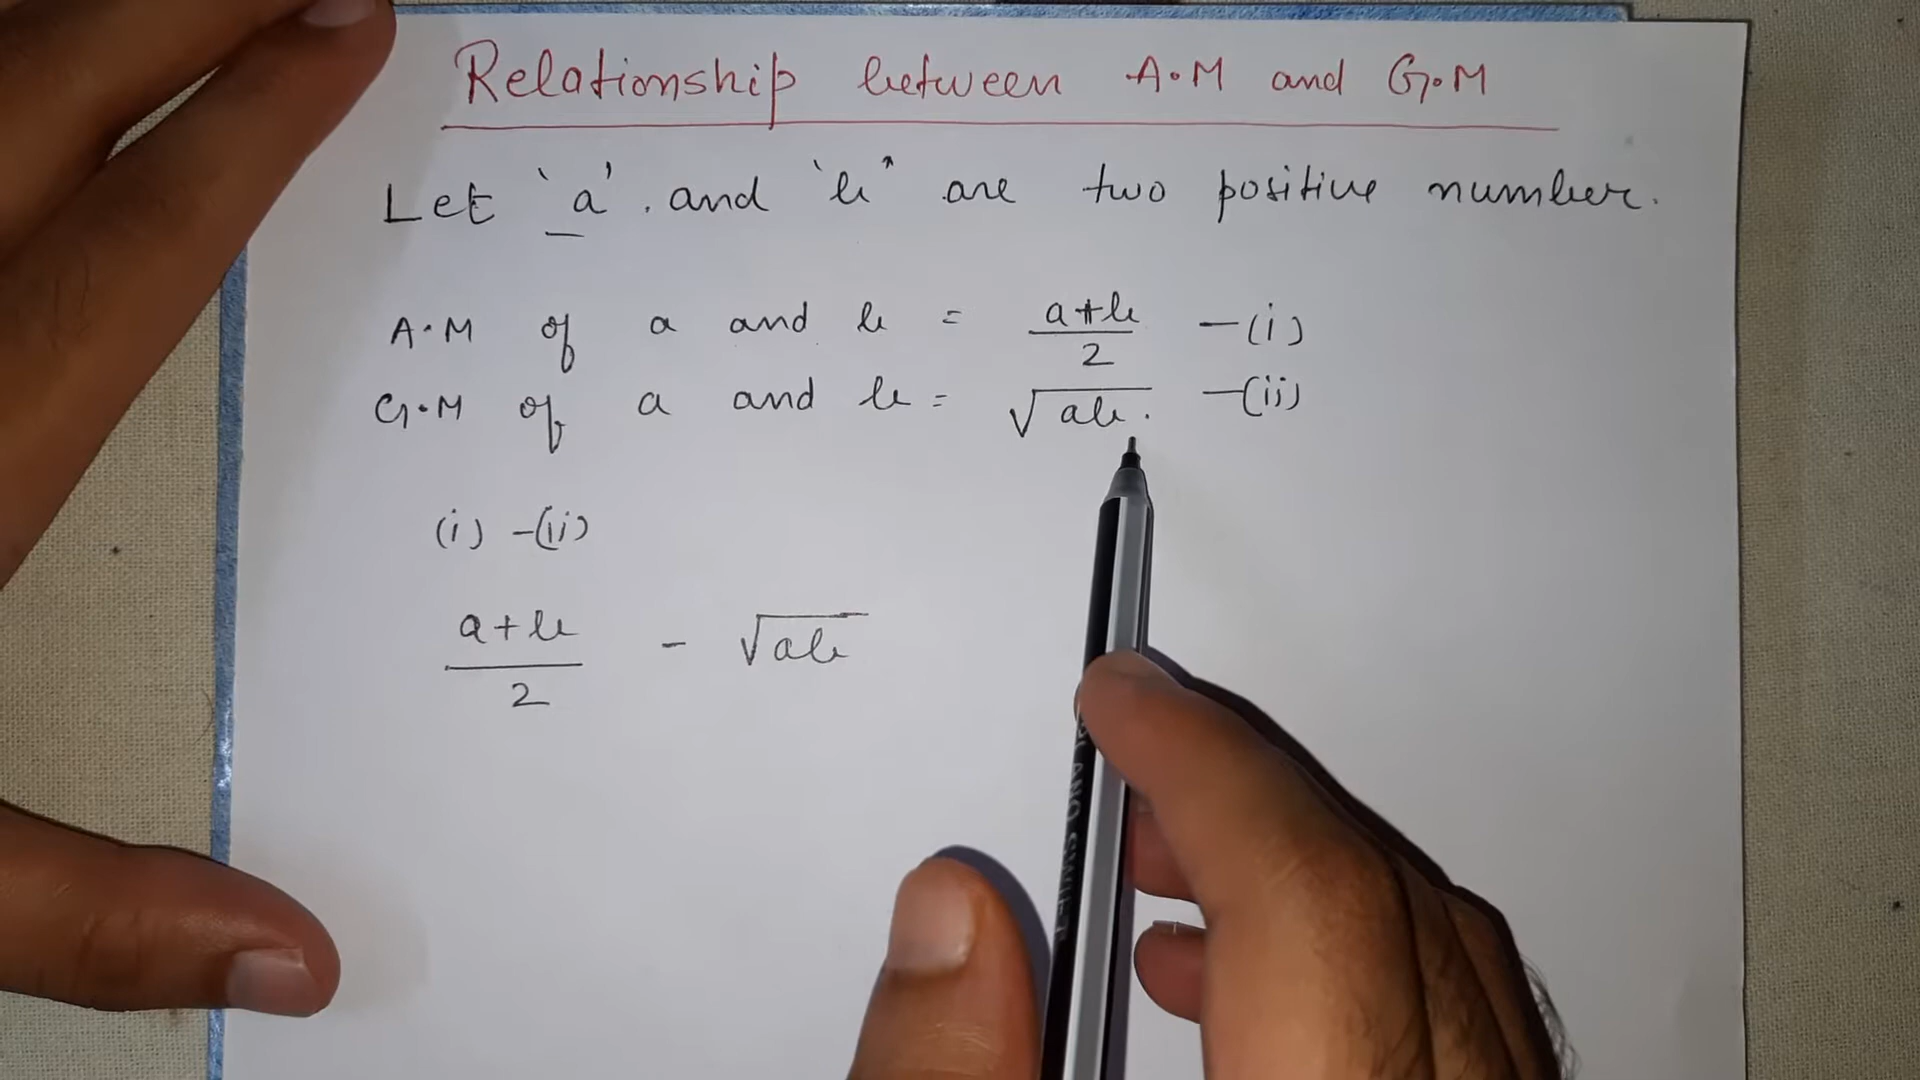 Relationship between A.M and G.M
Let 'a' and 'b' are two positive number.
A.M of a and b = a+b/2 -(i)
G.M of a and b = √ab. -(ii)
(i) -(ii)
a+b/2 - √ab